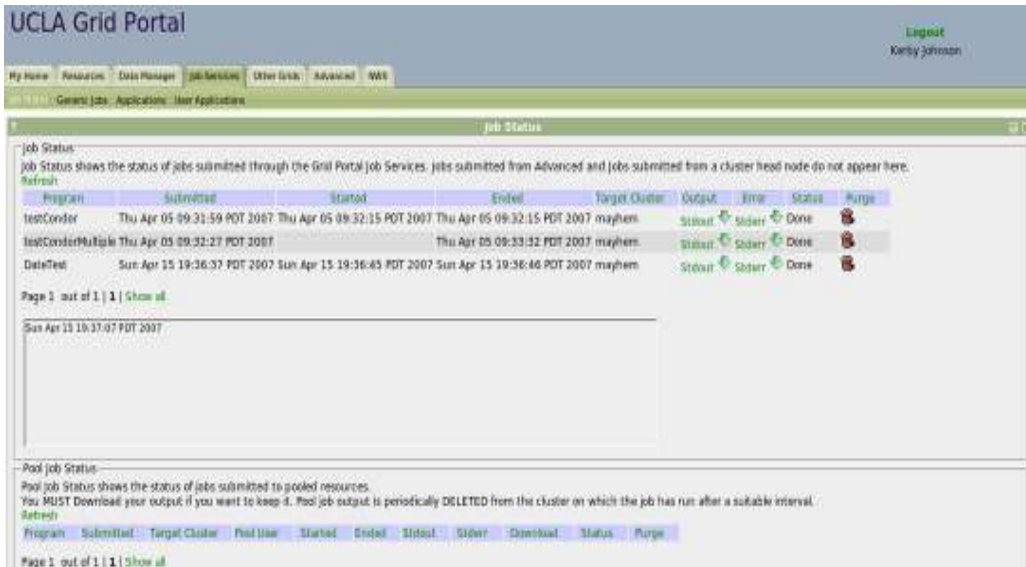 UCLA Grid Portal
Logout
Kerby Johnson
My Home Resources Data Manager Job Services Other Grids Advanced NWS
Generic Jobs Applications User Applications
Job Status
Job Status
Job Status shows the status of jobs submitted through the Grid Portal Job Services. Jobs submitted from Advanced and Jobs submitted from a cluster head node do not appear here.
Refresh
Program Submitted Started Ended Target Cluster Output Error Status Purge
testCondor Thu Apr 05 09:31:59 PDT 2007 Thu Apr 05 09:32:15 PDT 2007 Thu Apr 05 09:32:15 PDT 2007 mayhem Stdout Stderr Done
testCondorMultiple Thu Apr 05 09:32:27 PDT 2007 Thu Apr 05 09:33:32 PDT 2007 mayhem Stdout Stderr Done
DateTest Sun Apr 15 19:36:37 PDT 2007 Sun Apr 15 19:36:45 PDT 2007 Sun Apr 15 19:36:46 PDT 2007 mayhem Stdout Stderr Done
Page 1 out of 1 | 1 | Show all
Sun Apr 15 19:37:07 PDT 2007
Pool Job Status
Pool Job Status shows the status of jobs submitted to pooled resources.
You MUST Download your output if you want to keep it. Pool job output is periodically DELETED from the cluster on which the job has run after a suitable interval.
Refresh
Program Submitted Target Cluster Pool User Started Ended Stdout Stderr Download Status Purge
Page 1 out of 1 | 1 | Show all